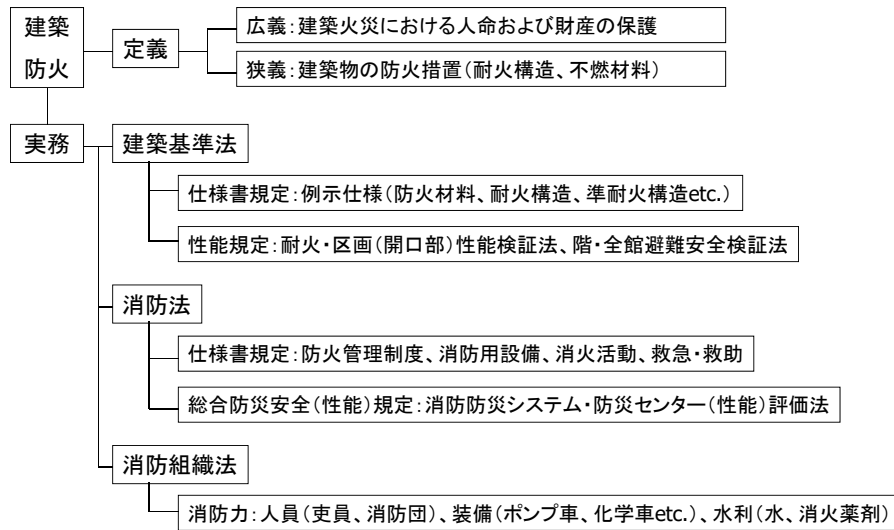 建築
防火
定義
広義：建築火災における人命および財産の保護
狭義：建築物の防火措置（耐火構造、不燃材料）
実務
建築基準法
仕様書規定：例示仕様（防火材料、耐火構造、準耐火構造etc.）
性能規定：耐火・区画（開口部）性能検証法、階・全館避難安全検証法
消防法
仕様書規定：防火管理制度、消防用設備、消火活動、救急・救助
総合防災安全（性能）規定：消防防災システム・防災センター（性能）評価法
消防組織法
消防力：人員（吏員、消防団）、装備（ポンプ車、化学車etc.）、水利（水、消火薬剤）